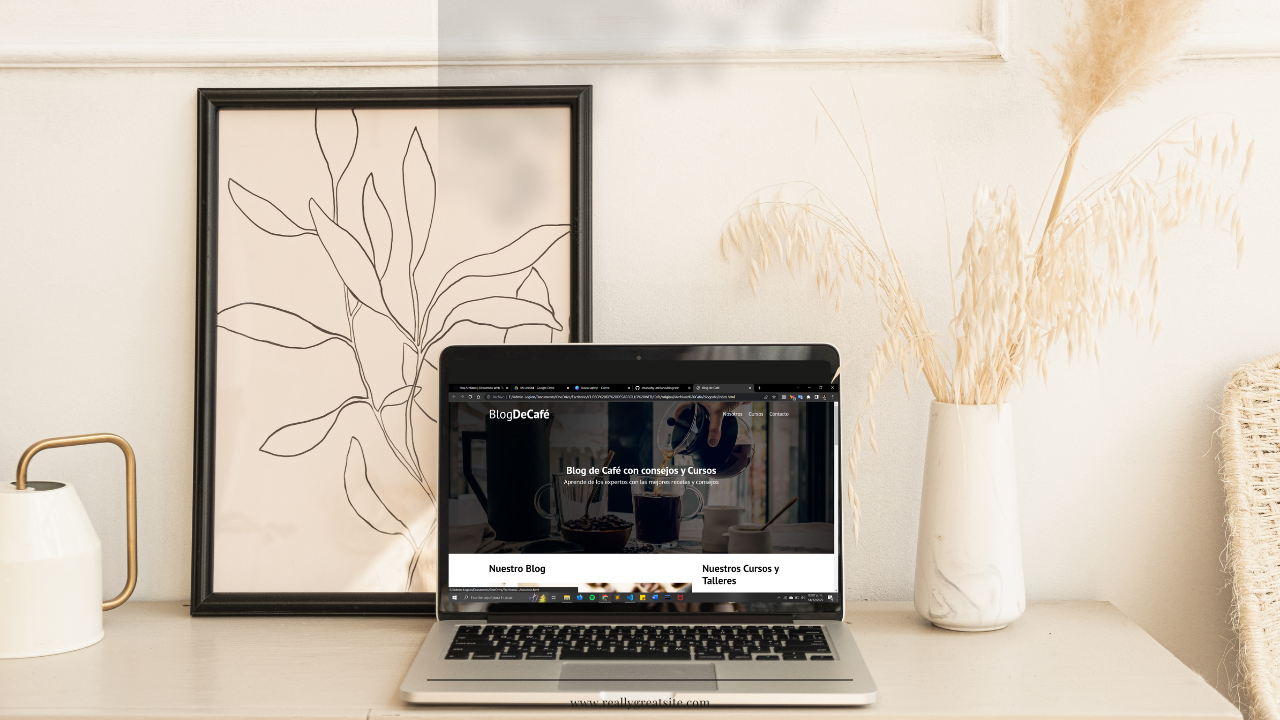 BlogDeCafé
Nosotros Cursos Contacto
Blog de Café con consejos y Cursos
Aprende de los expertos con las mejores recetas y consejos
Nuestro Blog
Nuestros Cursos y
Talleres
www.reallygreatsite.com